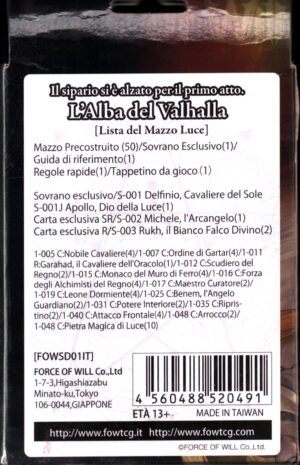 Il sipario si è alzato per il primo atto.
L'Alba del Valhalla
[Lista del Mazzo Luce]
Mazzo Precostruito (50)/Sovrano Esclusivo(1)/
Guida di riferimento(1)
Regole rapide(1)/Tappetino da gioco (1)
Sovrano esclusivo/S-001 Delfinio, Cavaliere del Sole
S-001J Apollo, Dio della Luce(1)
Carta esclusiva SR/S-002 Michele, l'Arcangelo(1)
Carta esclusiva R/S-003 Rukh, il Bianco Falco Divino(2)
1-005 C:Nobile Cavaliere(4)/1-007 C:Ordine di Gartar(4)/1-011
R:Garahad, il Cavaliere dell'Oracolo(1)/1-012 C:Scudiero del
Regno(2)/1-015 C:Monaco del Muro di Ferro(4)/1-016 C:Forza
degli Alchimisti del Regno(4)/1-017 C:Maestro Curatore(2)/
1-019 C:Leone Dormiente(4)/1-025 C:Benem, l'Angelo
Guardiano(2)/1-031 C:Potere Interiore(2)/1-035 C:Ripris-
tino(2)/1-040 C:Attacco Frontale(4)/1-048 C:Arrocco(2)/
1-048 C:Pietra Magica di Luce(10)
[FOWSD01IT]
FORCE OF WILL Co.,Ltd
1-7-3,Higashiazabu
Minato-ku,Tokyo
106-0044,GIAPPONE
4 560488 520491
ETÀ 13+
MADE IN TAIWAN
http://www.fowtcg.it http://www.fowtcg.com
©FORCE OF WILL Co.,Ltd.